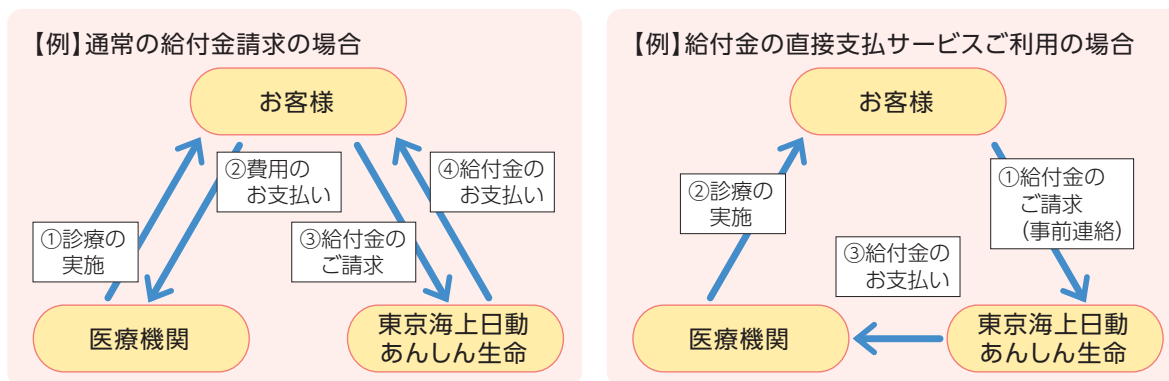 【例】通常の給付金請求の場合
お客様
①診療の
実施
②費用の
お支払い
③給付金の
ご請求
④給付金の
お支払い
医療機関
東京海上日動
あんしん生命
【例】給付金の直接支払サービスご利用の場合
お客様
①給付金の
ご請求
(事前連絡)
②診療の
実施
③給付金の
お支払い
医療機関
東京海上日動
あんしん生命